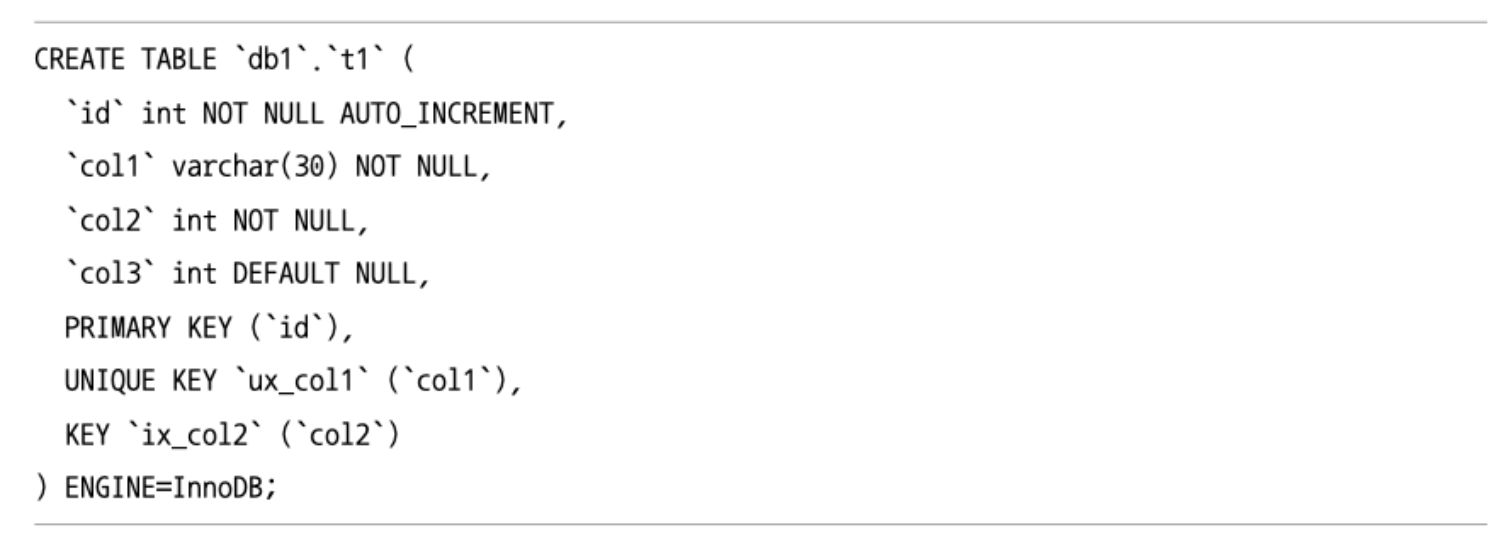 CREATE TABLE `db1`.`t1` (
  `id` int NOT NULL AUTO_INCREMENT,
  `col1` varchar(30) NOT NULL,
  `col2` int NOT NULL,
  `col3` int DEFAULT NULL,
  PRIMARY KEY (`id`),
  UNIQUE KEY `ux_col1` (`col1`),
  KEY `ix_col2` (`col2`)
) ENGINE=InnoDB;